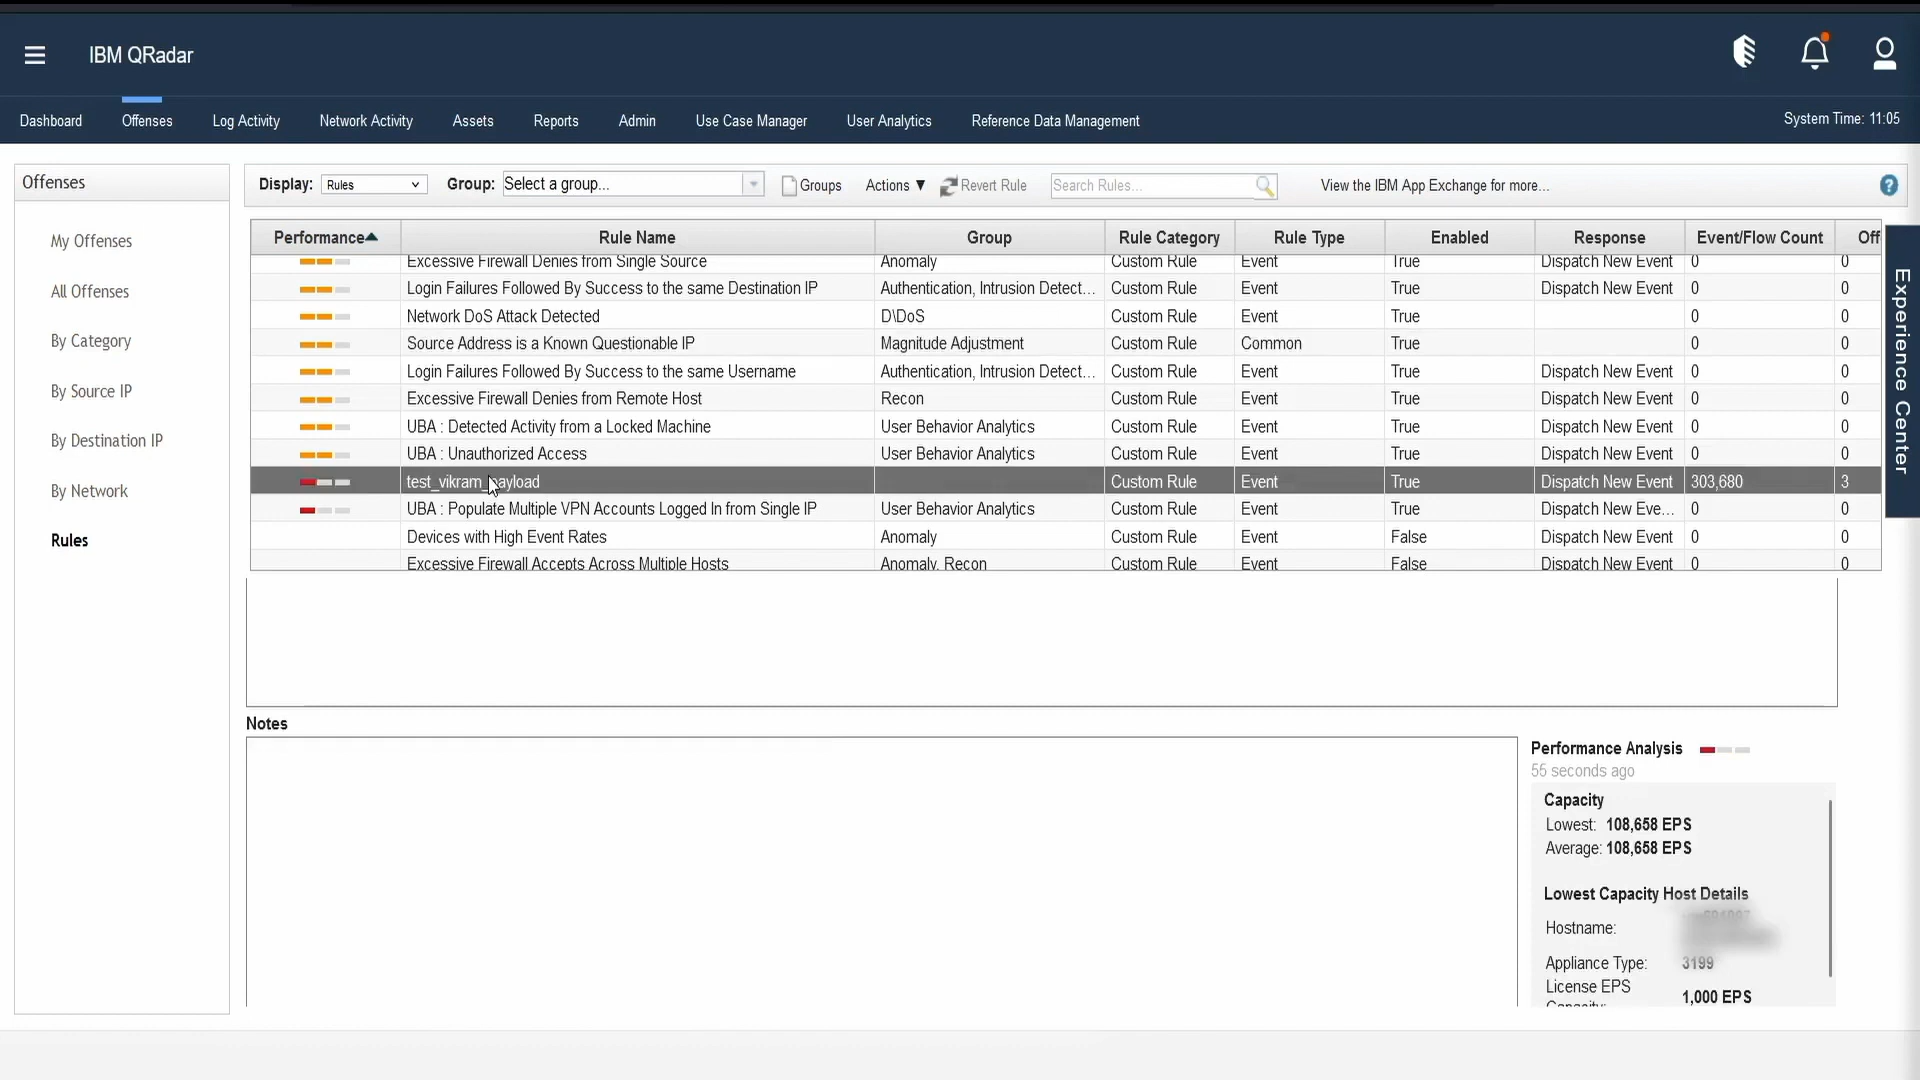 IBM QRadar
Dashboard Offenses Log Activity Network Activity Assets Reports Admin Use Case Manager User Analytics Reference Data Management System Time: 11:05
Offenses
My Offenses
All Offenses
By Category
By Source IP
By Destination IP
By Network
Rules
Display: Rules Group: Select a group... Groups Actions ▼ Revert Rule Search Rules... View the IBM App Exchange for more... ?
Performance Rule Name Group Rule Category Rule Type Enabled Response Event/Flow Count Off
Excessive Firewall Denies from Single Source Anomaly Custom Rule Event True Dispatch New Event 0 0
Login Failures Followed By Success to the same Destination IP Authentication, Intrusion Detect... Custom Rule Event True Dispatch New Event 0 0
Network DoS Attack Detected D\DoS Custom Rule Event True 0 0
Source Address is a Known Questionable IP Magnitude Adjustment Custom Rule Common True 0 0
Login Failures Followed By Success to the same Username Authentication, Intrusion Detect... Custom Rule Event True Dispatch New Event 0 0
Excessive Firewall Denies from Remote Host Recon Custom Rule Event True Dispatch New Event 0 0
UBA : Detected Activity from a Locked Machine User Behavior Analytics Custom Rule Event True Dispatch New Event 0 0
UBA : Unauthorized Access User Behavior Analytics Custom Rule Event True Dispatch New Event 0 0
test_vikram_payload Custom Rule Event True Dispatch New Event 303,680 3
UBA : Populate Multiple VPN Accounts Logged In from Single IP User Behavior Analytics Custom Rule Event True Dispatch New Eve... 0 0
Devices with High Event Rates Anomaly Custom Rule Event False Dispatch New Event 0 0
Excessive Firewall Accepts Across Multiple Hosts Anomaly, Recon Custom Rule Event False Dispatch New Event 0 0
Experience Center
Notes
Performance Analysis
55 seconds ago
Capacity
Lowest: 108,658 EPS
Average: 108,658 EPS
Lowest Capacity Host Details
Hostname:
Appliance Type: 3199
License EPS
Capacity: 1,000 EPS